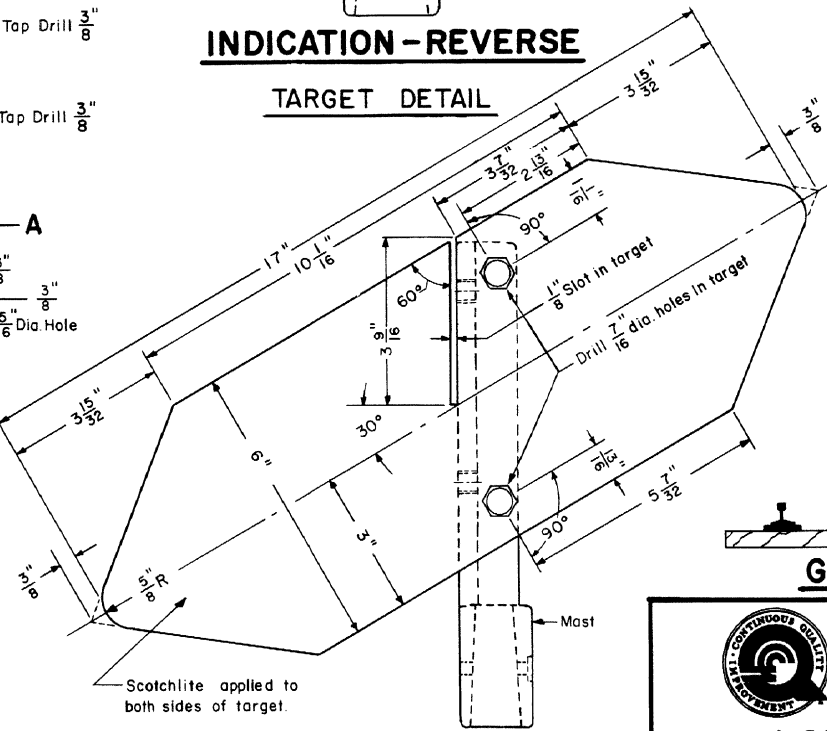 Tap Drill 3/8"
INDICATION-REVERSE
TARGET DETAIL
Tap Drill 3/8"
A
3/8
5/16 Dia. Hole
17"
10 1/16"
3 15/32"
3/8"
3 7/32"
2 13/16"
1 1/16"
90°
60°
3 9/16"
1/8" Slot in target
Drill 7/16" dia. holes in target
30°
3 15/32"
6"
3"
13/16"
90°
5 7/32"
3/8"
5/8" R
Mast
Scotchlite applied to
both sides of target.
G
CONTINUOUS QUALITY
IMPROVEMENT